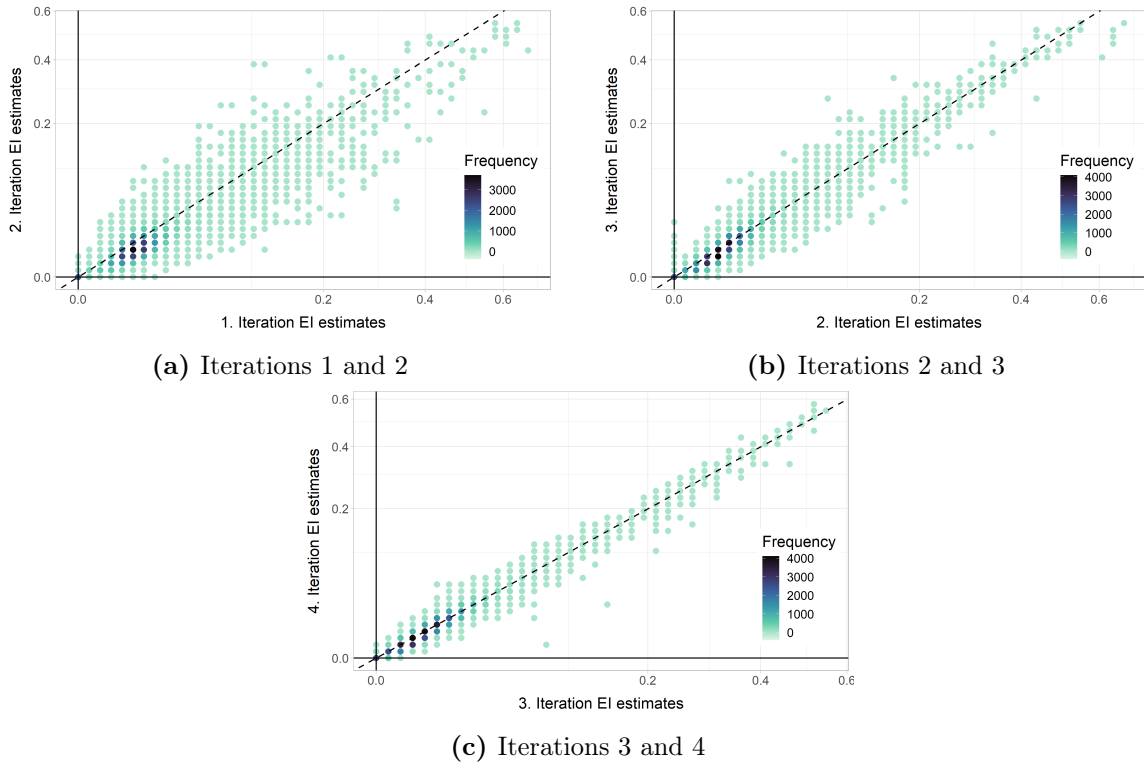 0.6
0.4
0.2
0.0
2. Iteration EI estimates
Frequency
3000
2000
1000
0
0.0 0.2 0.4 0.6
1. Iteration EI estimates
(a) Iterations 1 and 2
0.6
0.4
0.2
0.0
3. Iteration EI estimates
Frequency
4000
3000
2000
1000
0
0.0 0.2 0.4 0.6
2. Iteration EI estimates
(b) Iterations 2 and 3
0.6
0.4
0.2
0.0
4. Iteration EI estimates
Frequency
4000
3000
2000
1000
0
0.0 0.2 0.4 0.6
3. Iteration EI estimates
(c) Iterations 3 and 4